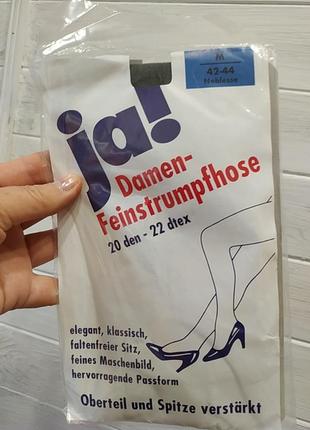 M
42-44
Noblesse
ja!
Damen-
Feinstrumpfhose
20 den - 22 dtex
elegant, klassisch,
faltenfreier Sitz,
feines Maschenbild,
hervorragende Passform
Oberteil und Spitze verstärkt